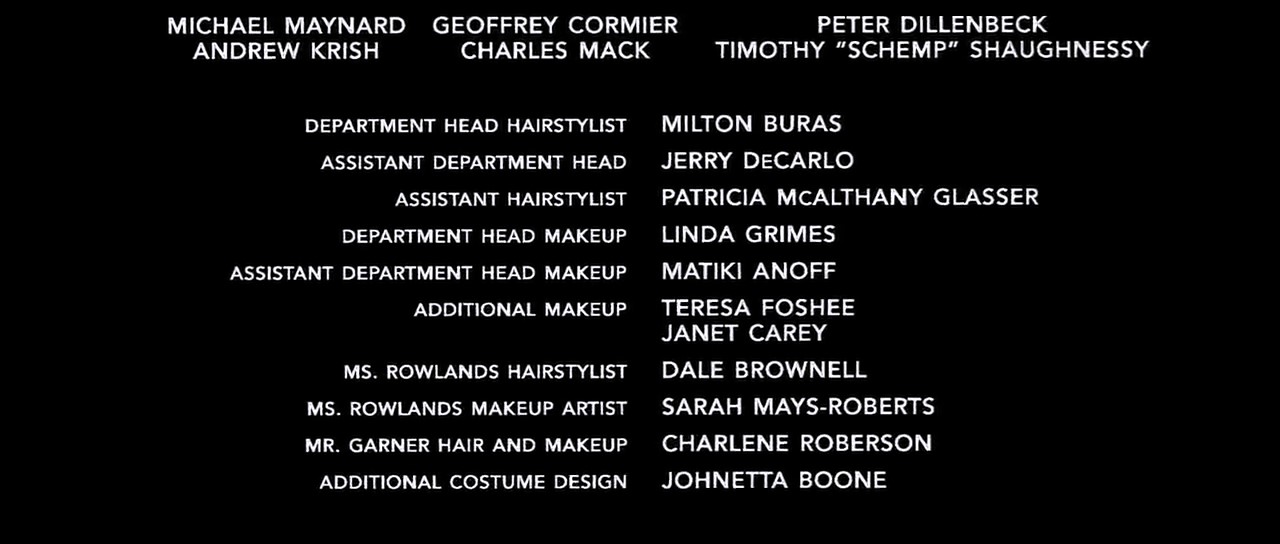 MICHAEL MAYNARD GEOFFREY CORMIER PETER DILLENBECK
ANDREW KRISH CHARLES MACK TIMOTHY "SCHEMP" SHAUGHNESSY
DEPARTMENT HEAD HAIRSTYLIST MILTON BURAS
ASSISTANT DEPARTMENT HEAD JERRY DeCARLO
ASSISTANT HAIRSTYLIST PATRICIA McALTHANY GLASSER
DEPARTMENT HEAD MAKEUP LINDA GRIMES
ASSISTANT DEPARTMENT HEAD MAKEUP MATIKI ANOFF
ADDITIONAL MAKEUP TERESA FOSHEE
JANET CAREY
MS. ROWLANDS HAIRSTYLIST DALE BROWNELL
MS. ROWLANDS MAKEUP ARTIST SARAH MAYS-ROBERTS
MR. GARNER HAIR AND MAKEUP CHARLENE ROBERSON
ADDITIONAL COSTUME DESIGN JOHNETTA BOONE